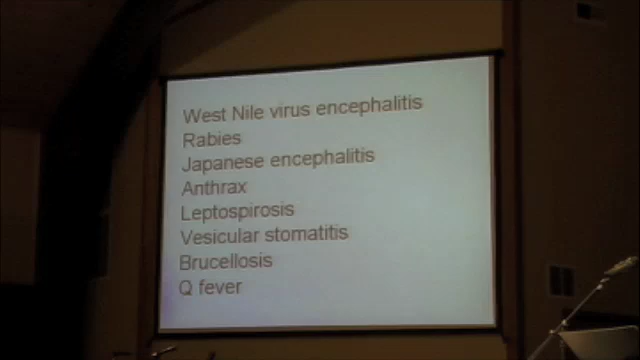 West Nile virus encephalitis
Rabies
Japanese encephalitis
Anthrax
Leptospirosis
Vesicular stomatitis
Brucellosis
Q fever